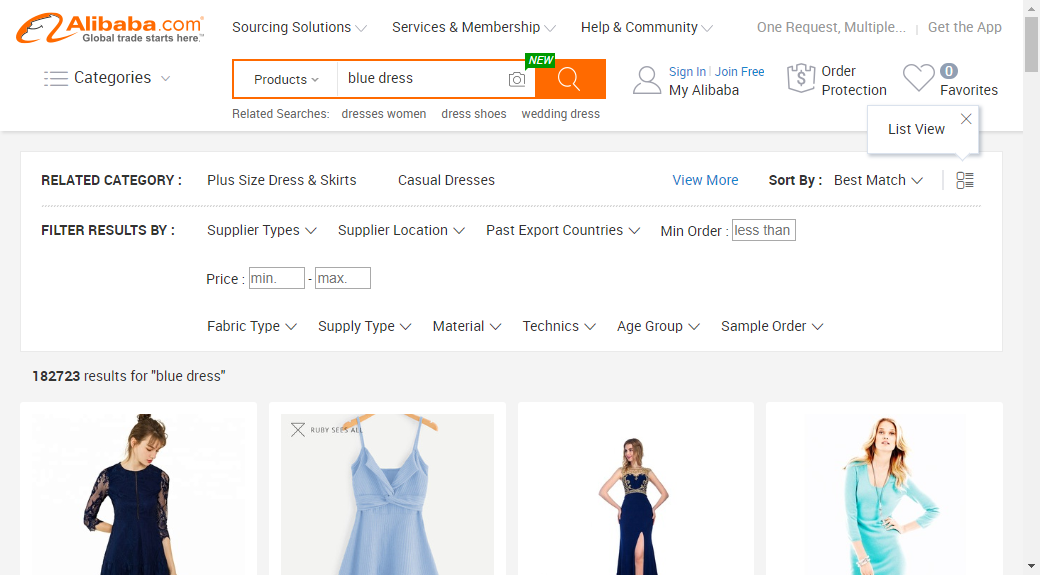 Alibaba.com
Global trade starts here.™
Sourcing Solutions
Services & Membership
Help & Community
One Request, Multiple...
Get the App
Categories
Products
blue dress
NEW
Sign In | Join Free
My Alibaba
Order
Protection
0
Favorites
Related Searches: dresses women dress shoes wedding dress
List View
RELATED CATEGORY : Plus Size Dress & Skirts Casual Dresses View More Sort By : Best Match
FILTER RESULTS BY : Supplier Types Supplier Location Past Export Countries Min Order : less than
Price : min. - max.
Fabric Type Supply Type Material Technics Age Group Sample Order
182723 results for "blue dress"
RUBY SEES ALL